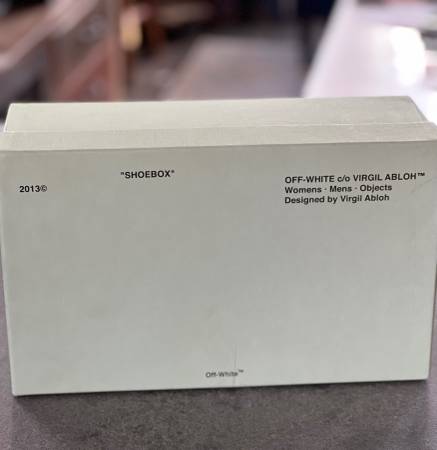 "SHOEBOX"
2013©
OFF-WHITE c/o VIRGIL ABLOH™
Womens · Mens · Objects
Designed by Virgil Abloh
Off-White™